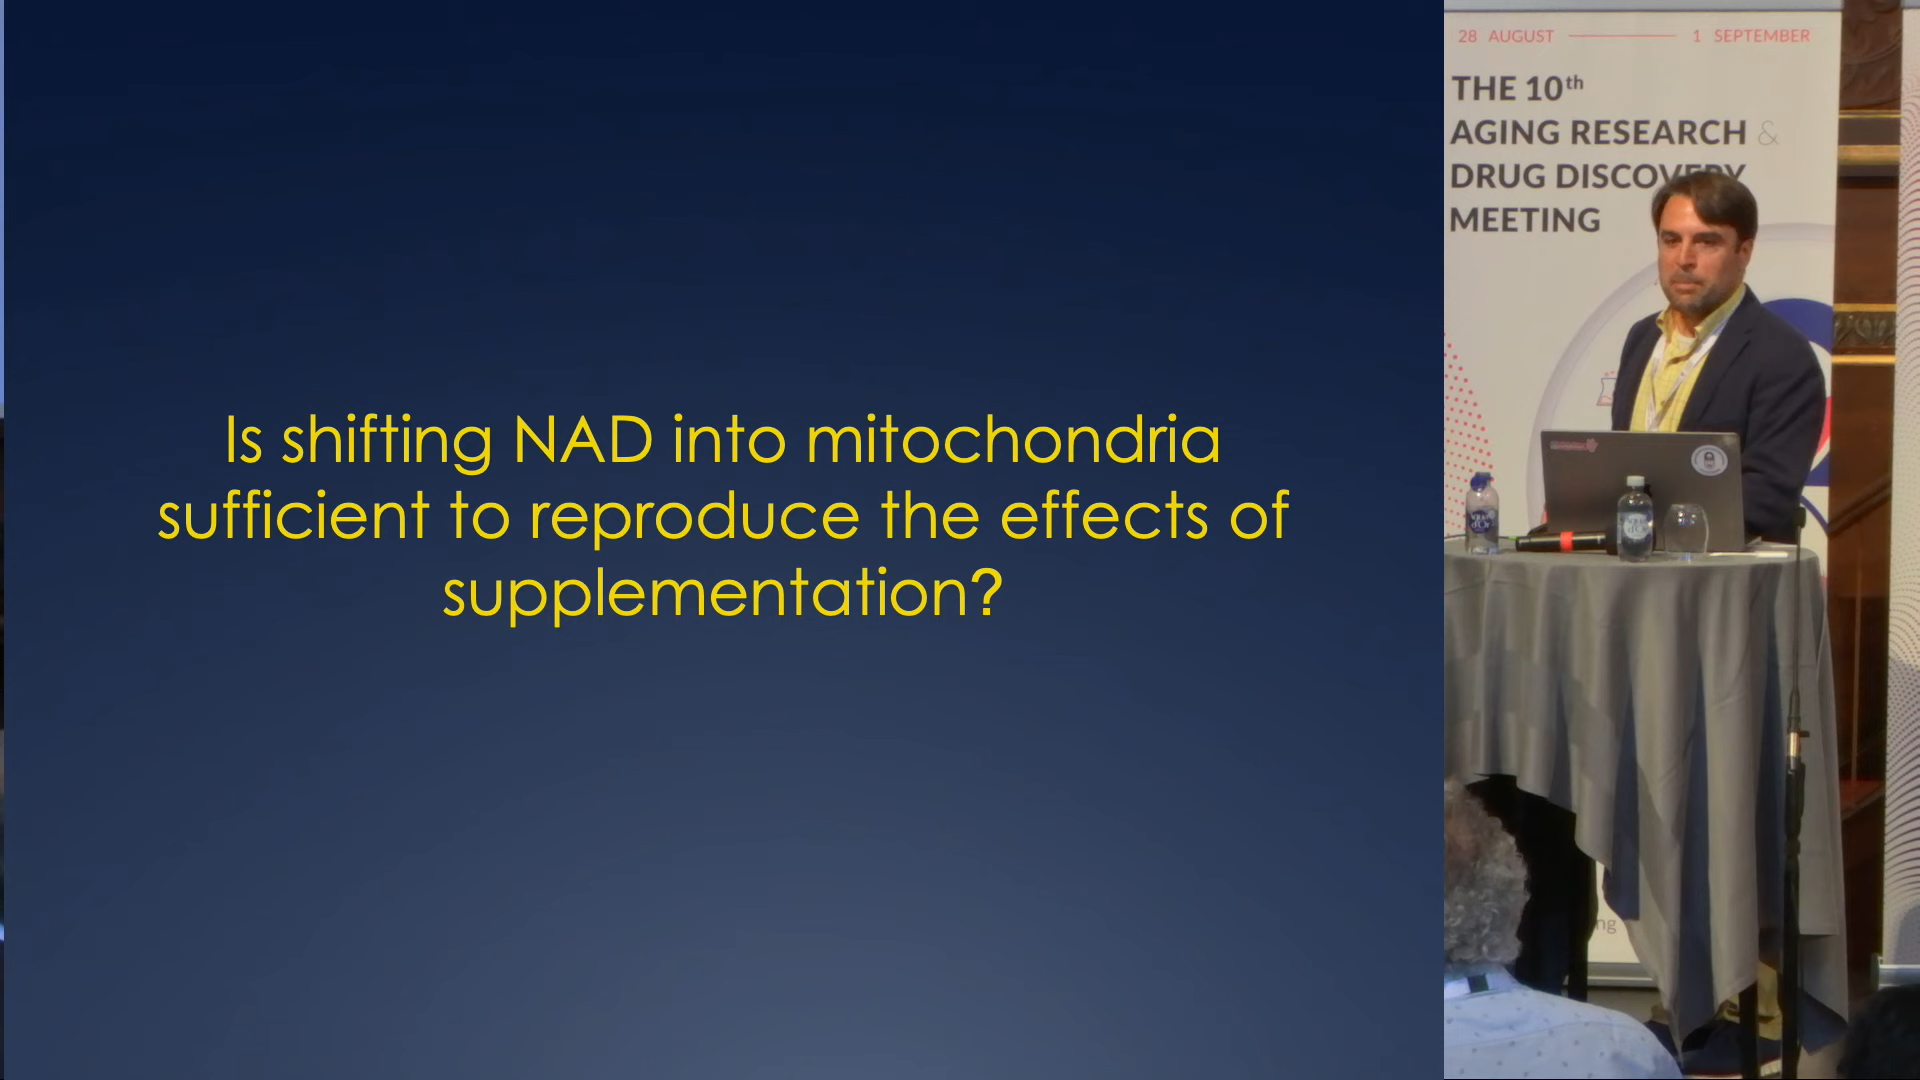 Is shifting NAD into mitochondria
sufficient to reproduce the effects of
supplementation?
28 AUGUST 1 SEPTEMBER
THE 10th
AGING RESEARCH &
DRUG DISCOVERY
MEETING